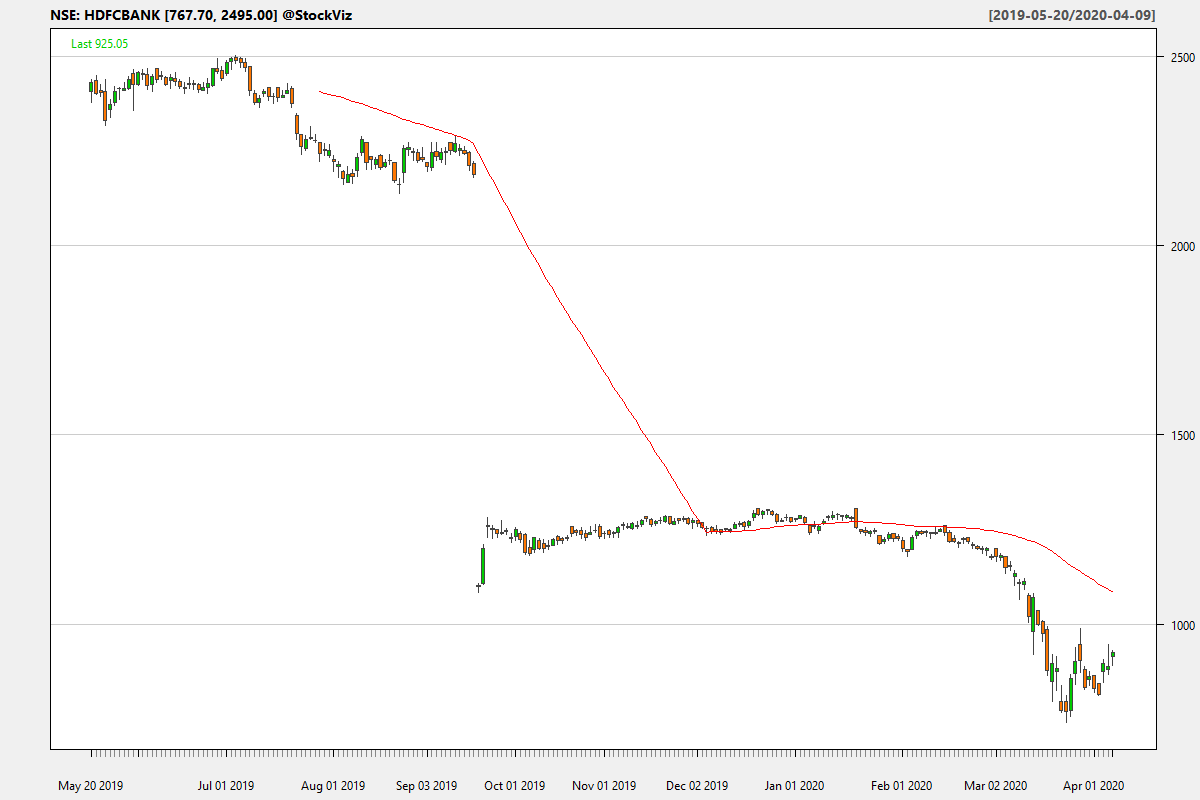 NSE: HDFCBANK [767.70, 2495.00] @StockViz [2019-05-20/2020-04-09]
Last 925.05
2500
2000
1500
1000
May 20 2019 Jul 01 2019 Aug 01 2019 Sep 03 2019 Oct 01 2019 Nov 01 2019 Dec 02 2019 Jan 01 2020 Feb 01 2020 Mar 02 2020 Apr 01 2020